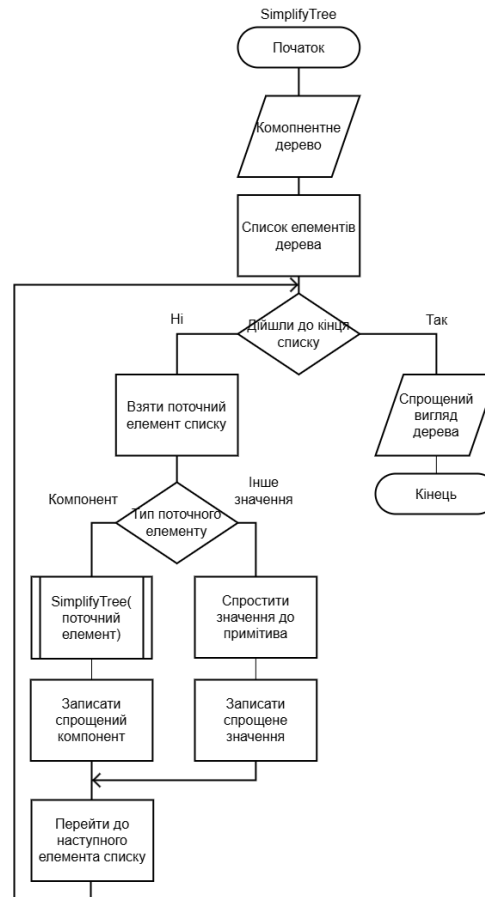 SimplifyTree
Початок
Комопнентне
дерево
Список елементів
дерева
Дійшли до кінця
списку
Ні
Так
Взяти поточний
елемент списку
Спрощений
вигляд
дерева
Кінець
Компонент
Інше
значення
Тип поточного
елементу
SimplifyTree(
поточний
елемент)
Спростити
значення до
примітива
Записати
спрощений
компонент
Записати
спрощене
значення
Перейти до
наступного
елемента списку